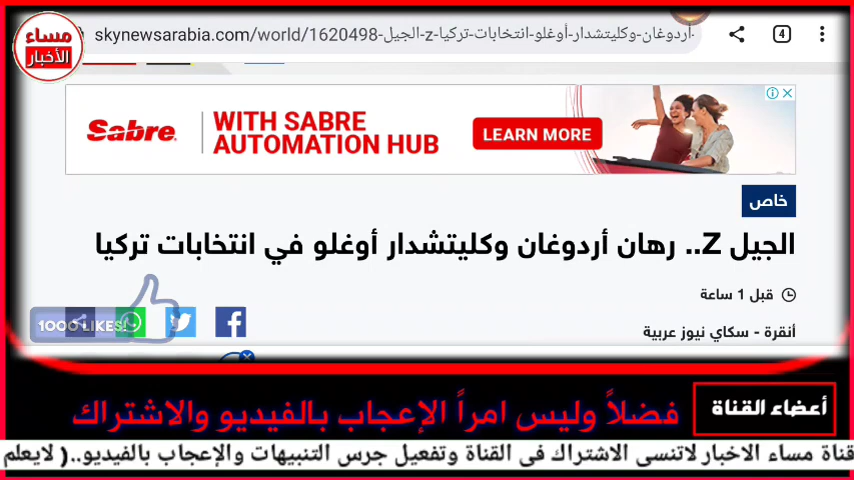 مساء
الأخبار
skynewsarabia.com/world/1620498-الجيل-z-أردوغان-وكليتشدار-أوغلو-انتخابات-تركيا
4
Sabre
WITH SABRE
AUTOMATION HUB
LEARN MORE
خاص
الجيل Z.. رهان أردوغان وكليتشدار أوغلو في انتخابات تركيا
قبل 1 ساعة
1000 LIKES!
أنقرة - سكاي نيوز عربية
أعضاء القناة
فضلاً وليس امراً الإعجاب بالفيديو والاشتراك
قناة مساء الاخبار لاتنسى الاشتراك فى القناة وتفعيل جرس التنبيهات والإعجاب بالفيديو..( لايعلم